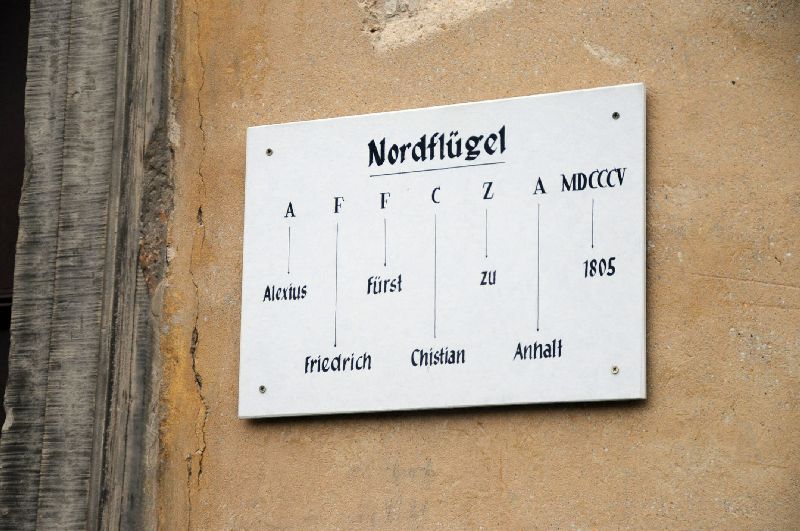 Nordflügel
A F F C Z A MDCCCV
Alexius Fürst zu 1805
Friedrich Chistian Anhalt